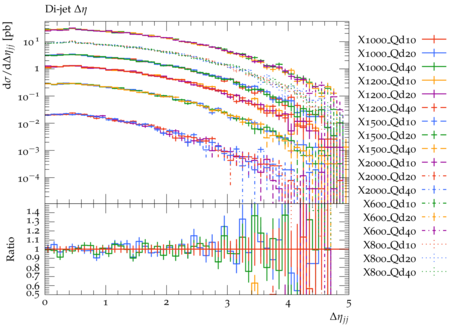 Di-jet Δη
dσ/dΔη_jj [pb]
10^1
1
10^−1
10^−2
10^−3
10^−4
X1000_Qd10
X1000_Qd20
X1000_Qd40
X1200_Qd10
X1200_Qd20
X1200_Qd40
X1500_Qd10
X1500_Qd20
X1500_Qd40
X2000_Qd10
X2000_Qd20
X2000_Qd40
X600_Qd10
X600_Qd20
X600_Qd40
X800_Qd10
X800_Qd20
X800_Qd40
Ratio
1.4
1.3
1.2
1.1
1.0
0.9
0.8
0.7
0.6
0.5
0 1 2 3 4 5
Δη_jj